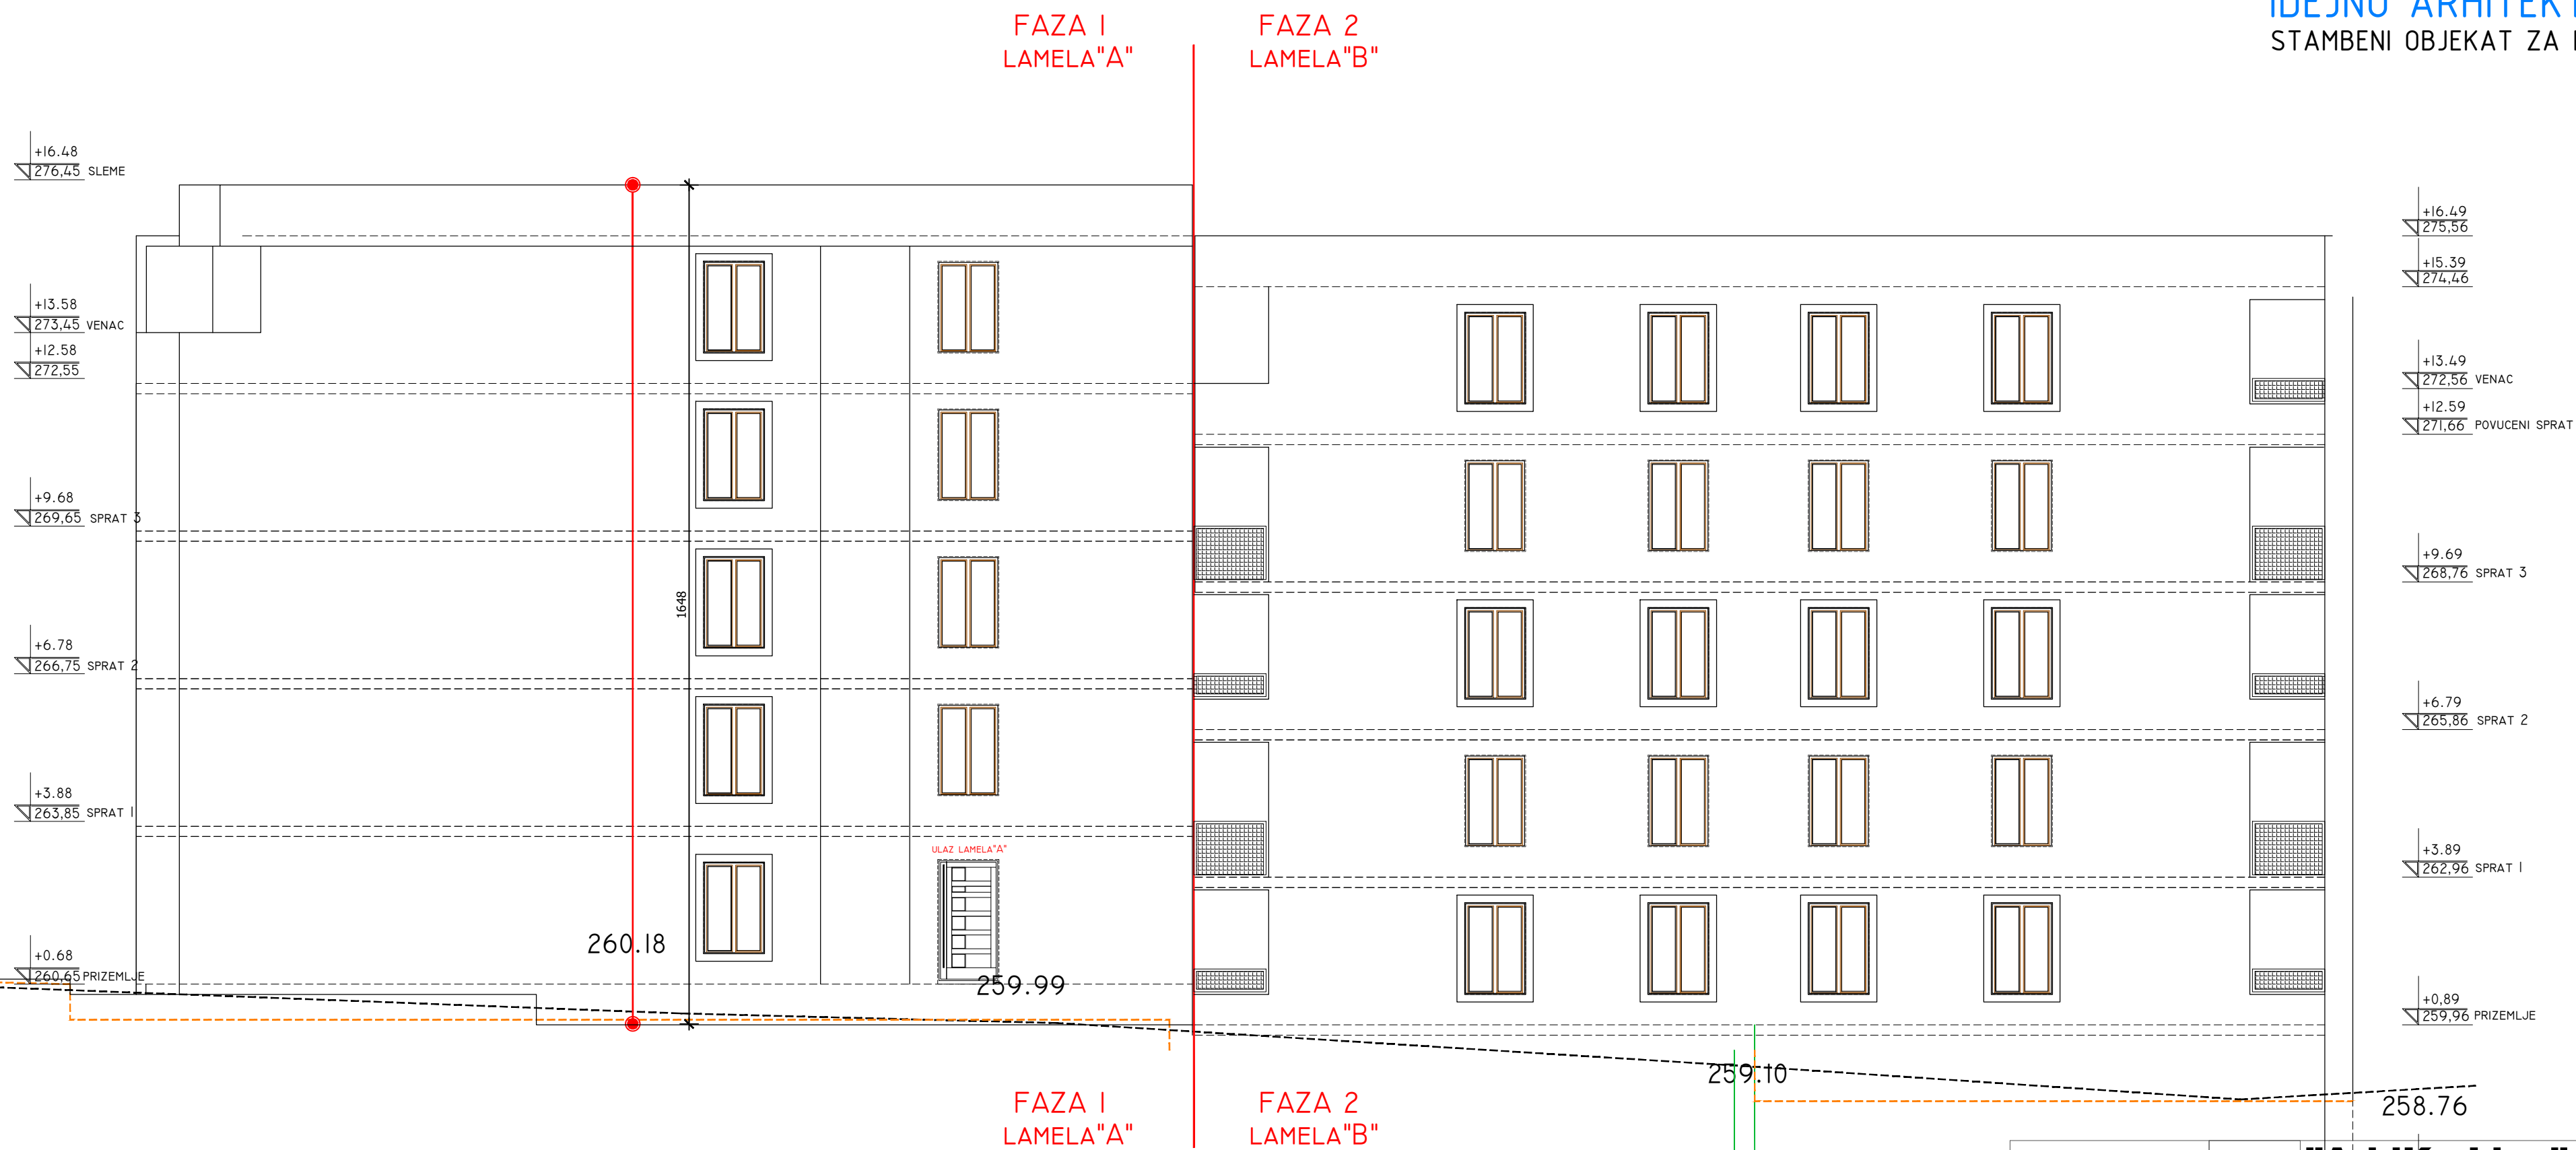 FAZA 1
LAMELA"A"
FAZA 2
LAMELA"B"
STAMBENI OBJEKAT ZA
+16.48
276,45 SLEME
+13.58
273,45 VENAC
+12.58
272,55
+9.68
269,65 SPRAT 3
+6.78
266,75 SPRAT 2
+3.88
263,85 SPRAT 1
+0.68
260,65 PRIZEMLJE
1648
ULAZ LAMELA"A"
260.18
259.99
259.10
258.76
+16.49
275,56
+15.39
274,46
+13.49
272,56 VENAC
+12.59
271,66 POVUCENI SPRAT
+9.69
268,76 SPRAT 3
+6.79
265,86 SPRAT 2
+3.89
262,96 SPRAT 1
+0,89
259,96 PRIZEMLJE
FAZA 1
LAMELA"A"
FAZA 2
LAMELA"B"